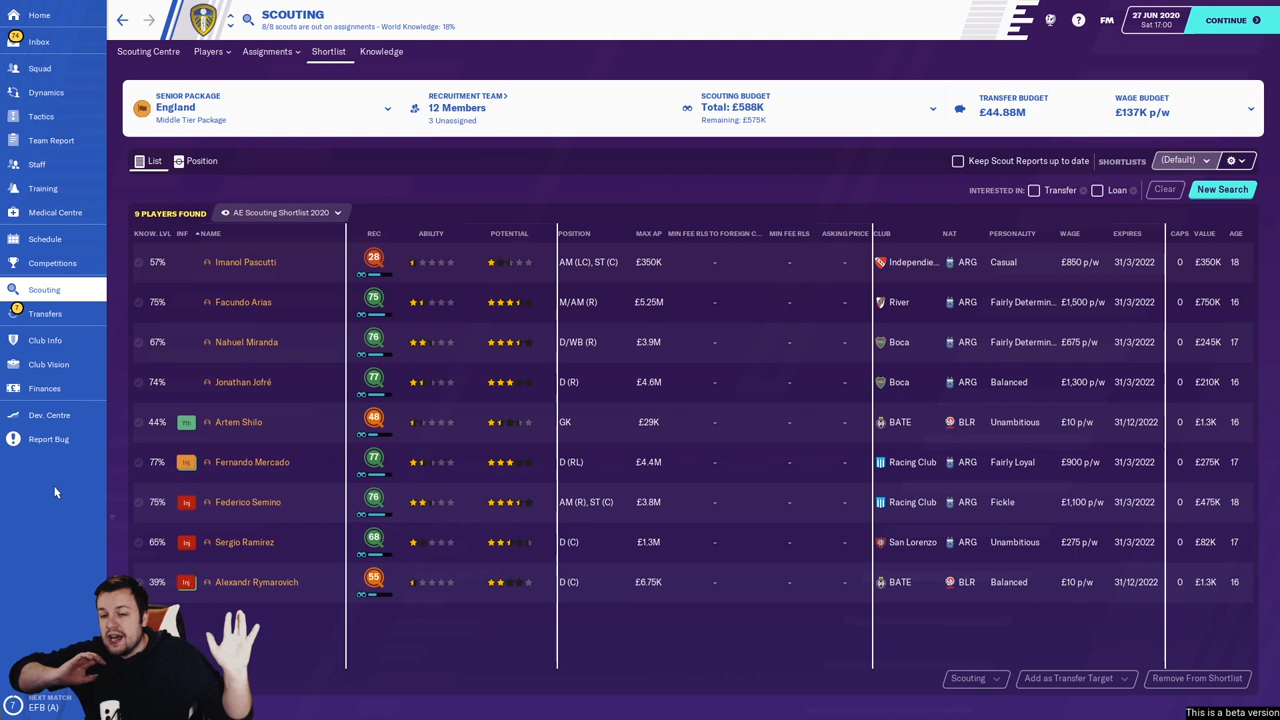 Home
SCOUTING
8/8 scouts are out on assignments - World Knowledge: 18%
FM
27 JUN 2020
Sat 17:00
CONTINUE
74
Inbox
Squad
Dynamics
Tactics
Team Report
Staff
Training
Medical Centre
Schedule
Competitions
Scouting
7
Transfers
Club Info
Club Vision
Finances
Dev. Centre
Report Bug
NEXT MATCH
7 EFB (A)
Scouting Centre Players Assignments Shortlist Knowledge
SENIOR PACKAGE
England
Middle Tier Package
RECRUITMENT TEAM
12 Members
3 Unassigned
SCOUTING BUDGET
Total: £588K
Remaining: £575K
TRANSFER BUDGET
£44.88M
WAGE BUDGET
£137K p/w
List Position
Keep Scout Reports up to date SHORTLISTS (Default)
INTERESTED IN: Transfer Loan Clear New Search
9 PLAYERS FOUND AE Scouting Shortlist 2020
KNOW. LVL INF NAME REC ABILITY POTENTIAL POSITION MAX AP MIN FEE RLS TO FOREIGN C... MIN FEE RLS ASKING PRICE CLUB NAT PERSONALITY WAGE EXPIRES CAPS VALUE AGE
57% Imanol Pascutti 28 AM (LC), ST (C) £350K - - - Independie... ARG Casual £850 p/w 31/3/2022 0 £350K 18
75% Facundo Arias 75 M/AM (R) £5.25M - - - River ARG Fairly Determin... £1,500 p/w 31/3/2022 0 £750K 16
67% Nahuel Miranda 76 D/WB (R) £3.9M - - - Boca ARG Fairly Determin... £675 p/w 31/3/2022 0 £245K 17
74% Jonathan Jofré 77 D (R) £4.6M - - - Boca ARG Balanced £1,300 p/w 31/3/2022 0 £210K 16
44% Yth Artem Shilo 48 GK £29K - - - BATE BLR Unambitious £10 p/w 31/12/2022 0 £1.3K 16
77% Inj Fernando Mercado 77 D (RL) £4.4M - - - Racing Club ARG Fairly Loyal £900 p/w 31/3/2022 0 £275K 17
75% Inj Federico Semino 76 AM (R), ST (C) £3.8M - - - Racing Club ARG Fickle £1,100 p/w 31/3/2022 0 £475K 18
65% Inj Sergio Ramírez 68 D (C) £1.3M - - - San Lorenzo ARG Unambitious £275 p/w 31/3/2022 0 £82K 17
39% Inj Alexandr Rymarovich 55 D (C) £6.75M - - - BATE BLR Balanced £10 p/w 31/12/2022 0 £1.3K 16
Scouting Add as Transfer Target Remove From Shortlist
This is a beta version